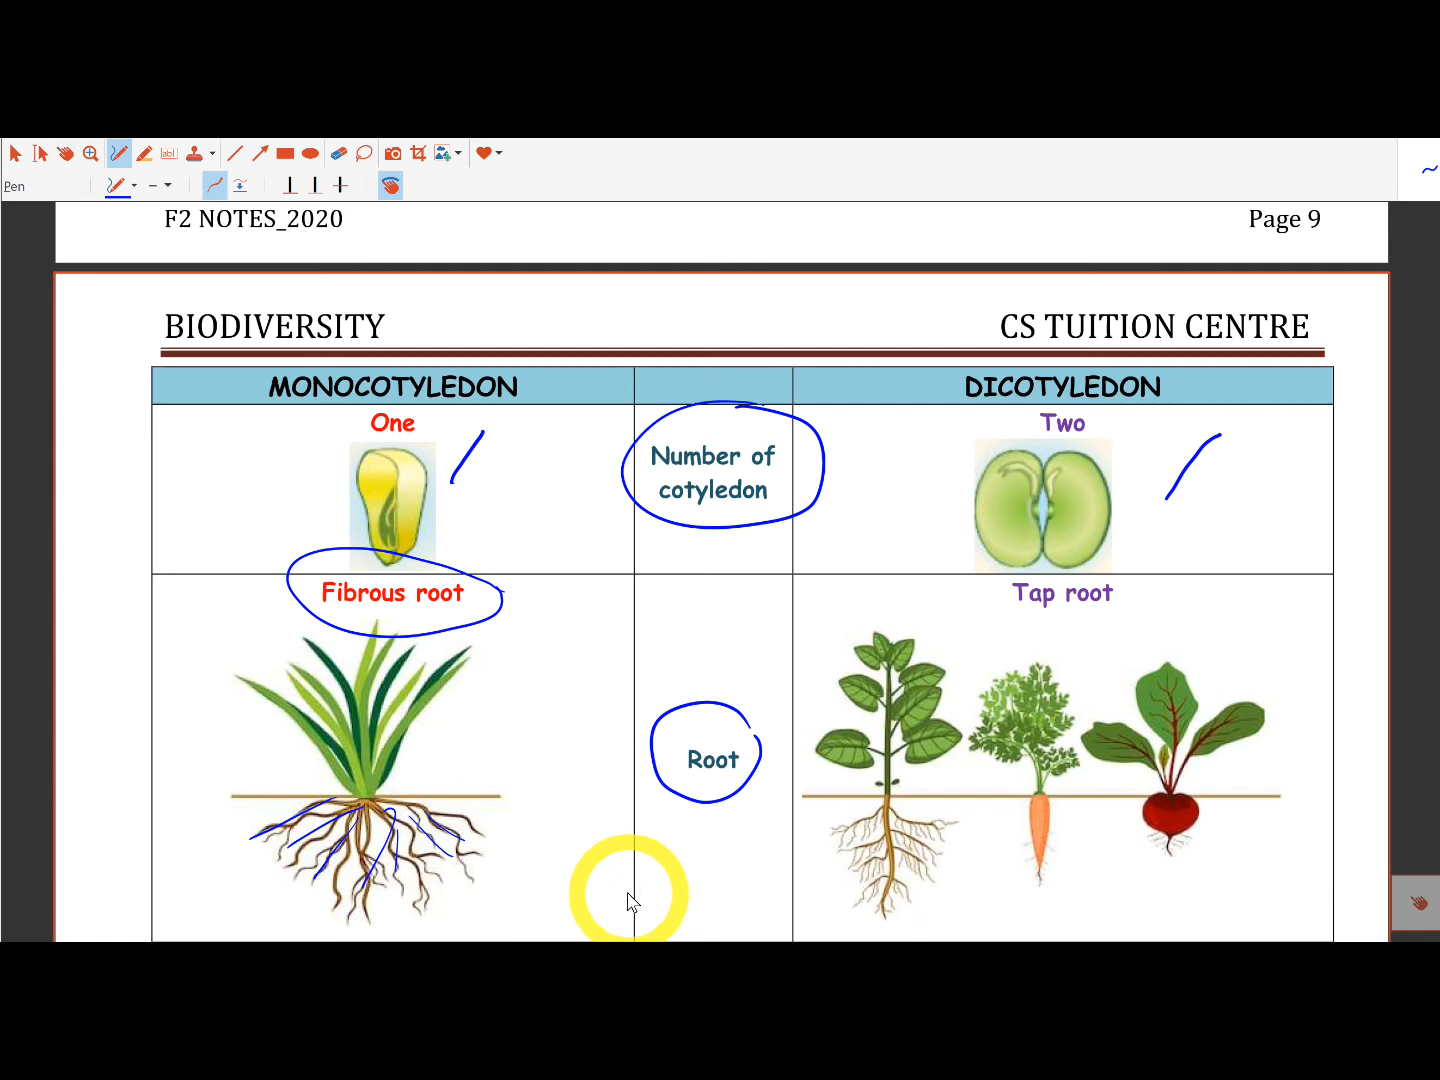 abl
Pen
F2 NOTES_2020
Page 9
BIODIVERSITY
CS TUITION CENTRE
MONOCOTYLEDON
DICOTYLEDON
One
Number of
cotyledon
Two
Fibrous root
Root
Tap root